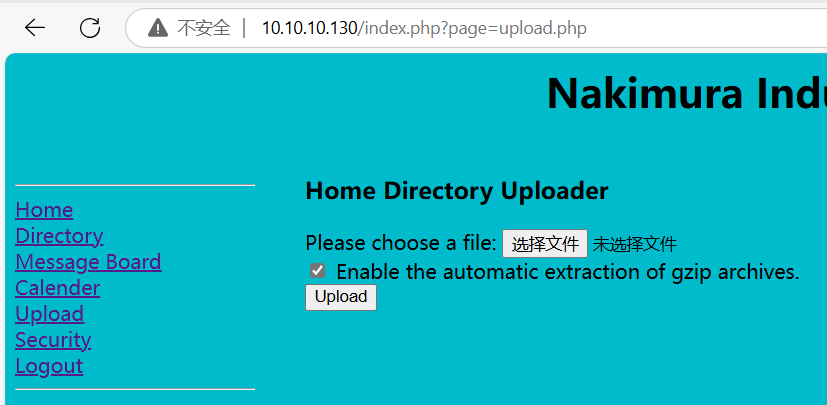 不安全 | 10.10.10.130/index.php?page=upload.php
Nakimura Indu
Home Directory Uploader
Home
Directory
Message Board
Calender
Upload
Security
Logout
Please choose a file: 选择文件 未选择文件
Enable the automatic extraction of gzip archives.
Upload